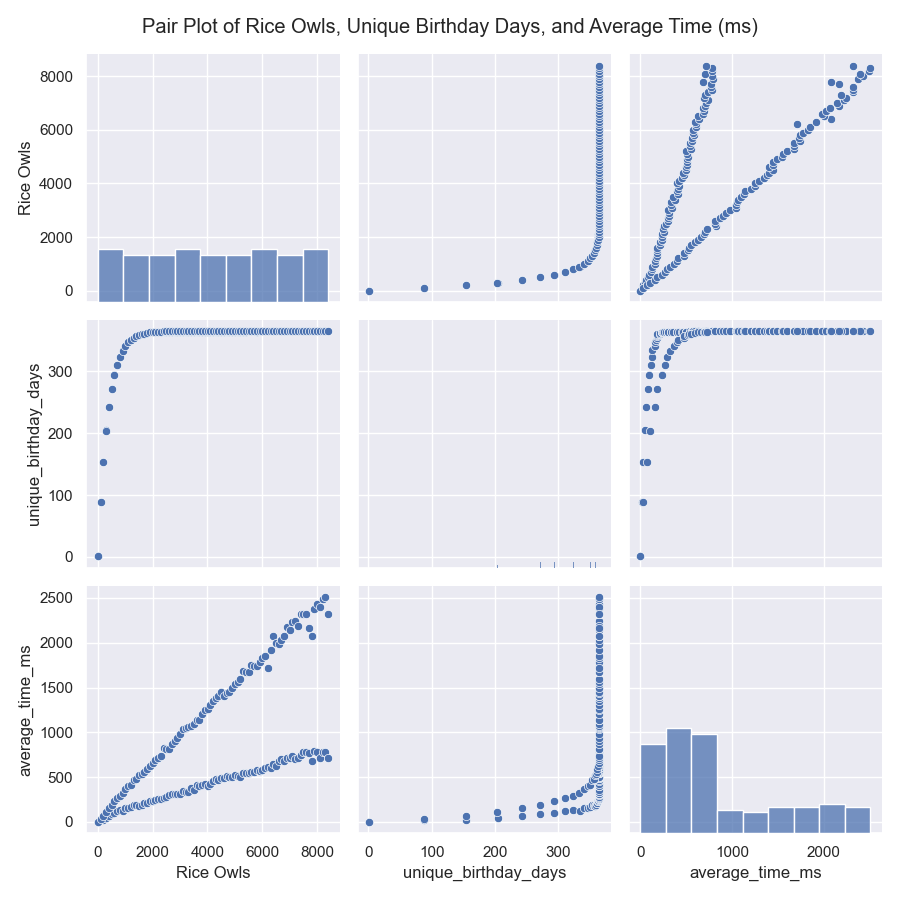 Pair Plot of Rice Owls, Unique Birthday Days, and Average Time (ms)
8000
6000
4000
2000
0
Rice Owls
300
200
100
0
unique_birthday_days
2500
2000
1500
1000
500
0
average_time_ms
0 2000 4000 6000 8000
Rice Owls
0 100 200 300
unique_birthday_days
0 1000 2000
average_time_ms